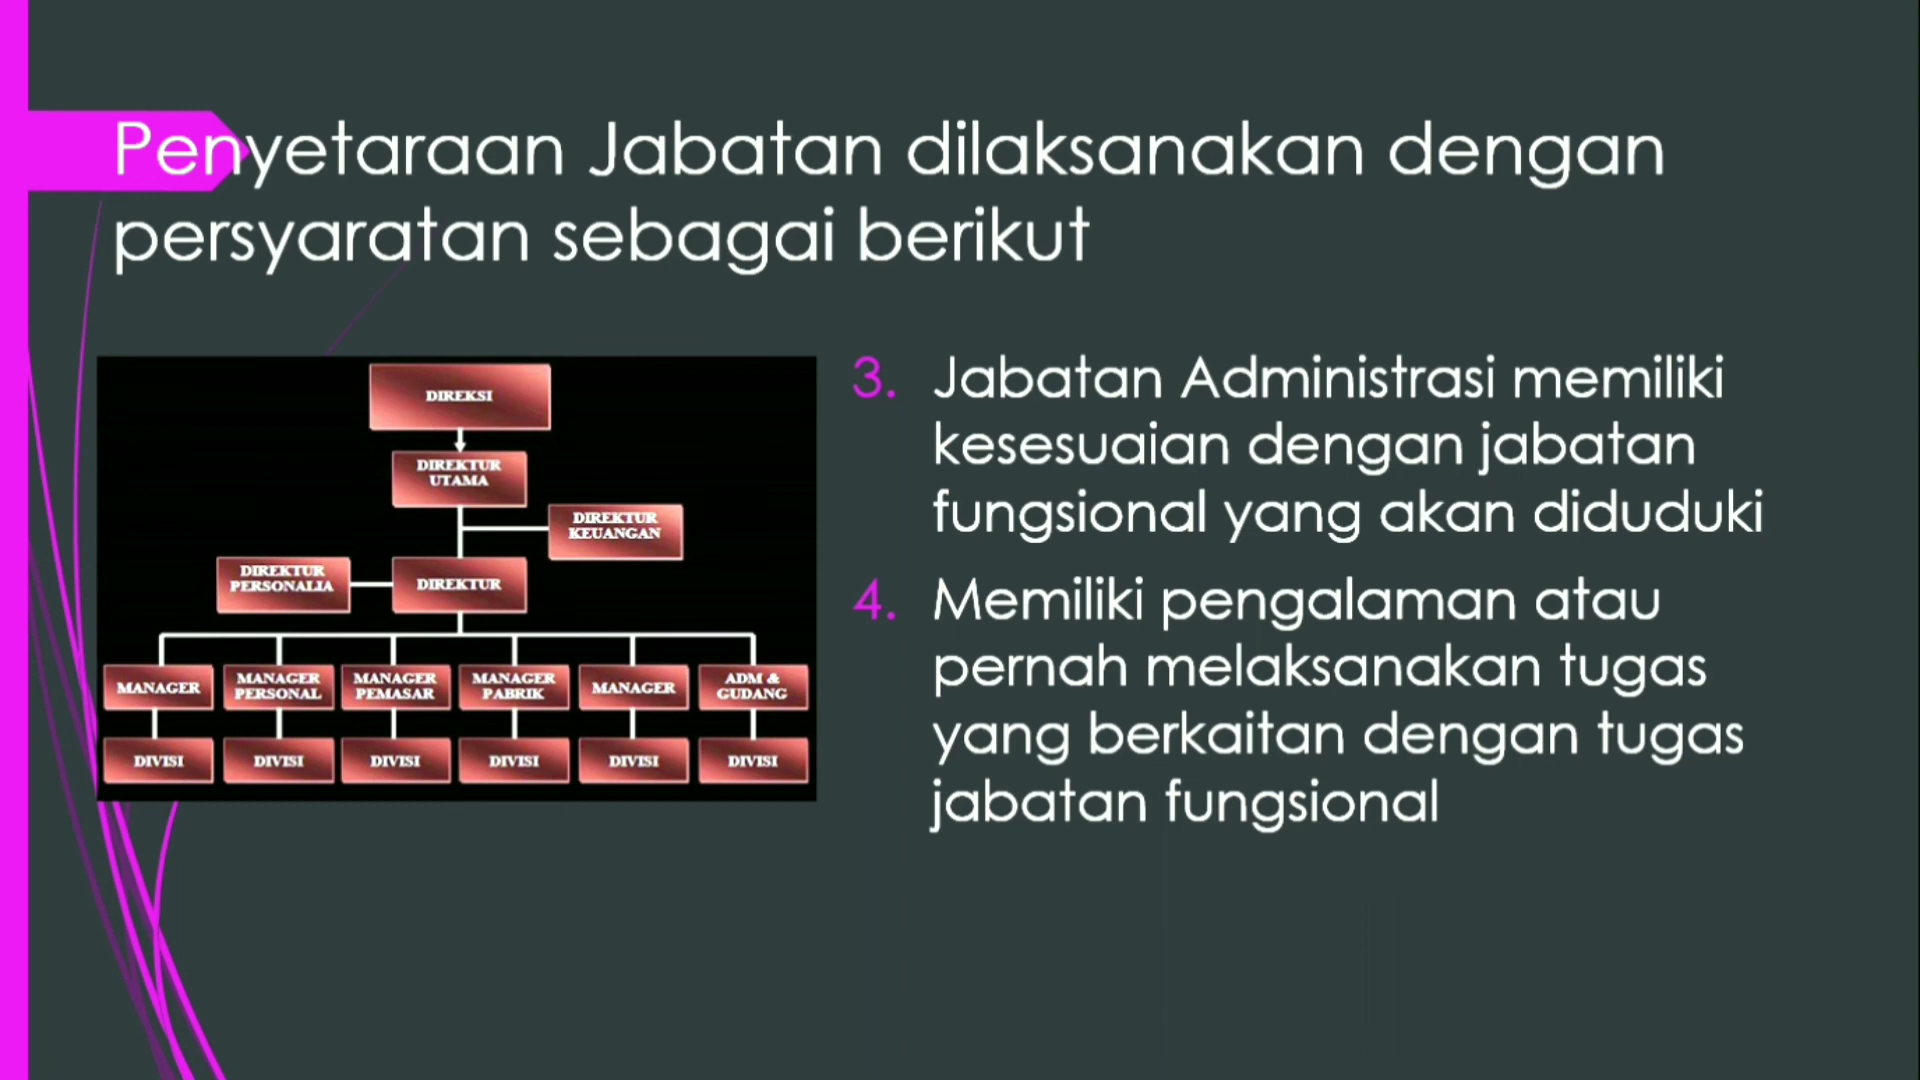 Penyetaraan Jabatan dilaksanakan dengan
persyaratan sebagai berikut
DIREKSI
DIREKTUR
UTAMA
DIREKTUR
KEUANGAN
DIREKTUR
PERSONALIA
DIREKTUR
MANAGER
MANAGER
PERSONAL
MANAGER
PEMASAR
MANAGER
PABRIK
MANAGER
ADM &
GUDANG
DIVISI
DIVISI
DIVISI
DIVISI
DIVISI
DIVISI
3. Jabatan Administrasi memiliki
kesesuaian dengan jabatan
fungsional yang akan diduduki
4. Memiliki pengalaman atau
pernah melaksanakan tugas
yang berkaitan dengan tugas
jabatan fungsional